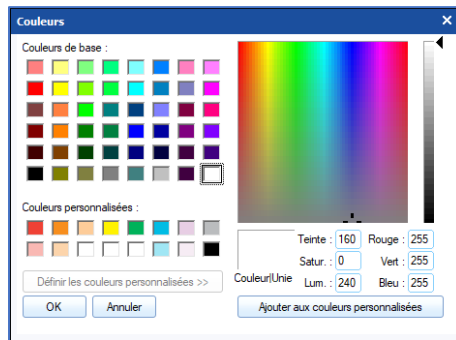 Couleurs
Couleurs de base :
Couleurs personnalisées :
Définir les couleurs personnalisées >>
OK Annuler
Teinte : 160 Rouge : 255
Satur. : 0 Vert : 255
Couleur|Unie Lum. : 240 Bleu : 255
Ajouter aux couleurs personnalisées